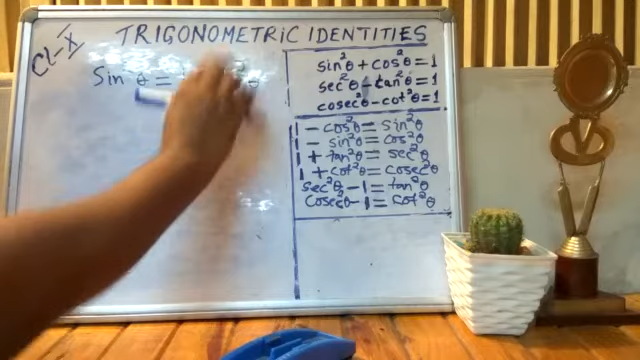 TRIGONOMETRIC IDENTITIES
CL-X
Sin θ =
sin²θ + cos²θ = 1
sec²θ - tan²θ = 1
cosec²θ - cot²θ = 1
1 - cos²θ = sin²θ
1 - sin²θ = cos²θ
1 + tan²θ = sec²θ
1 + cot²θ = cosec²θ
sec²θ - 1 = tan²θ
cosec²θ - 1 = cot²θ